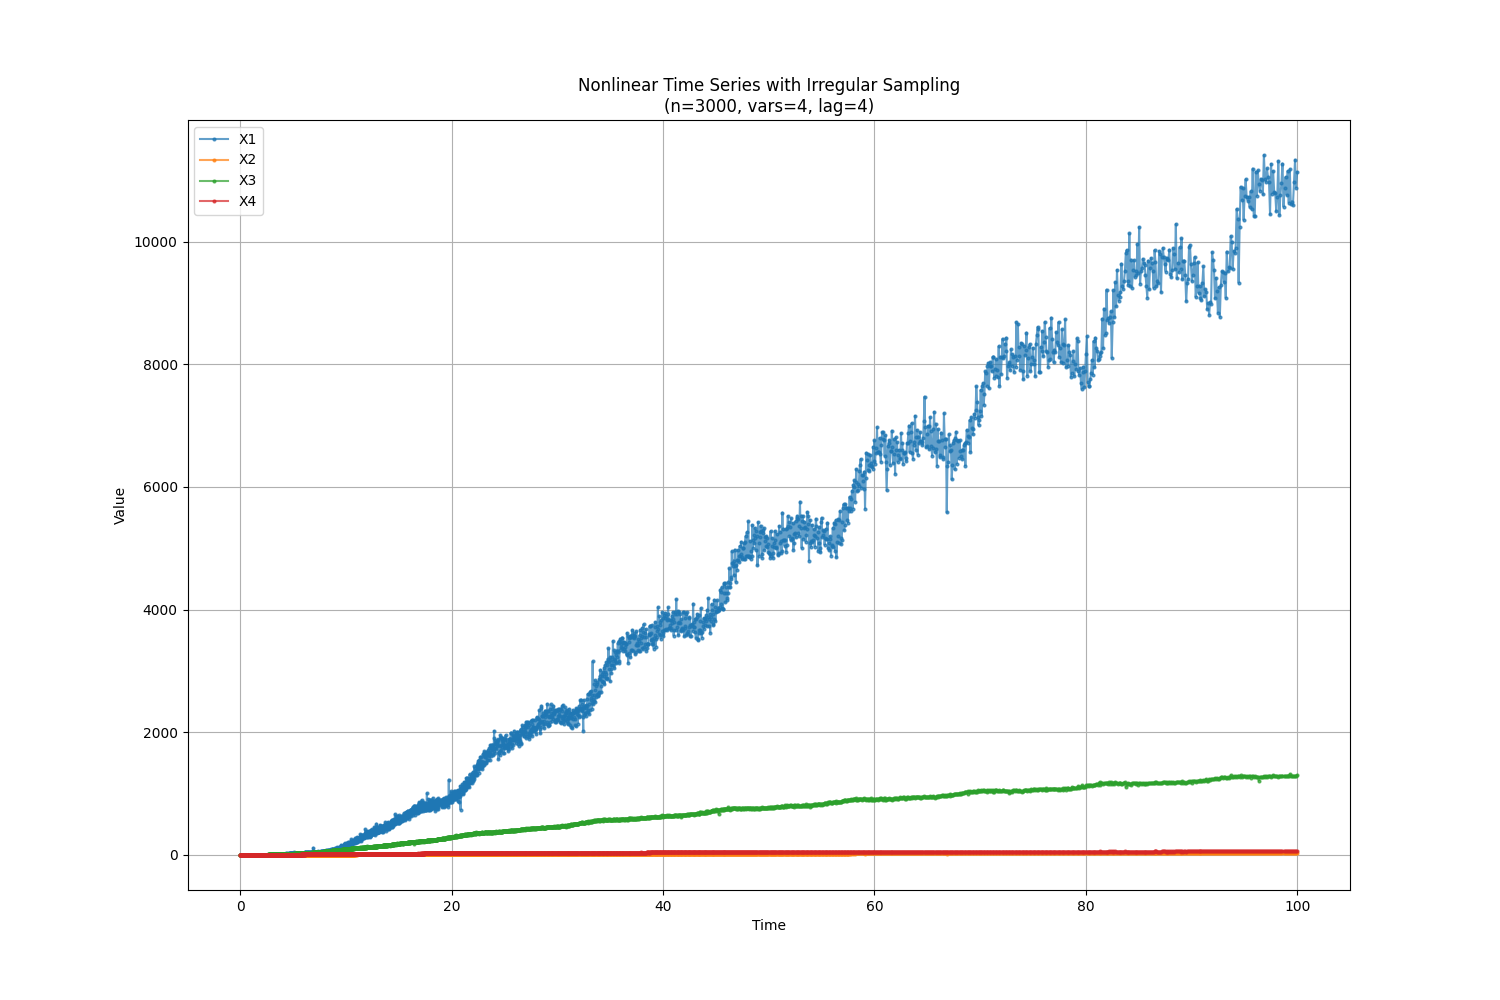 Nonlinear Time Series with Irregular Sampling
(n=3000, vars=4, lag=4)
X1
X2
X3
X4
10000
8000
6000
4000
2000
0
Value
0 20 40 60 80 100
Time